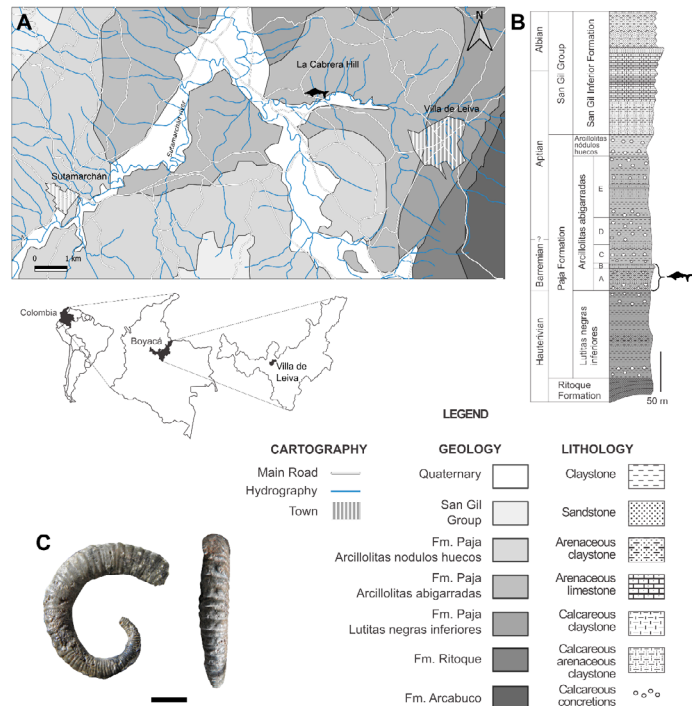 A
N
La Cabrera Hill
Villa de Leiva
Sutamarchán river
Sutamarchán
0 1 km
B
Albian
Aptian
Barremian ?
Hauterivian
San Gil Group
Paja Formation
San Gil Inferior Formation
Arcillolitas
nódulos
huecos
Arcillolitas abigarradas
E
D
C
B
A
Lutitas negras
inferiores
Ritoque
Formation
50 m
Colombia
Boyacá
Villa de
Leiva
LEGEND
CARTOGRAPHY
Main Road
Hydrography
Town
GEOLOGY
Quaternary
San Gil
Group
Fm. Paja
Arcillolitas nodulos huecos
Fm. Paja
Arcillolitas abigarradas
Fm. Paja
Lutitas negras inferiores
Fm. Ritoque
Fm. Arcabuco
LITHOLOGY
Claystone
Sandstone
Arenaceous
claystone
Arenaceous
limestone
Calcareous
claystone
Calcareous
arenaceous
claystone
Calcareous
concretions
C